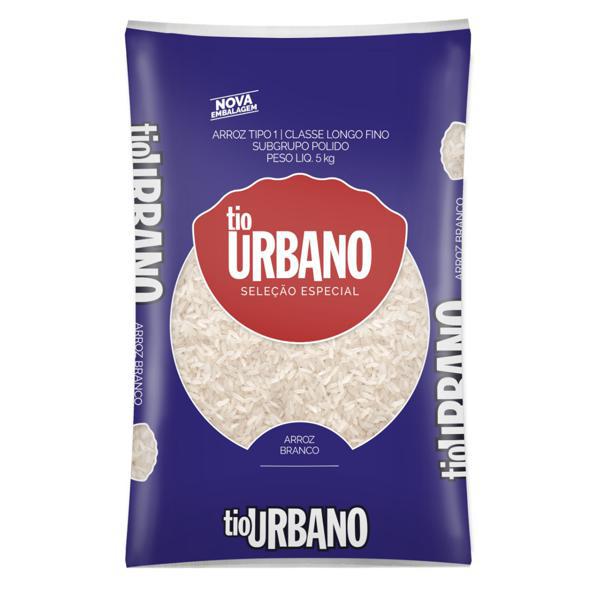 NOVA
EMBALAGEM
ARROZ TIPO 1 | CLASSE LONGO FINO
SUBGRUPO POLIDO
PESO LIQ. 5 kg
tio
URBANO
SELEÇÃO ESPECIAL
ARROZ
BRANCO
tioURBANO
tioURBANO
ARROZ BRANCO
ARROZ BRANCO
tioURBANO